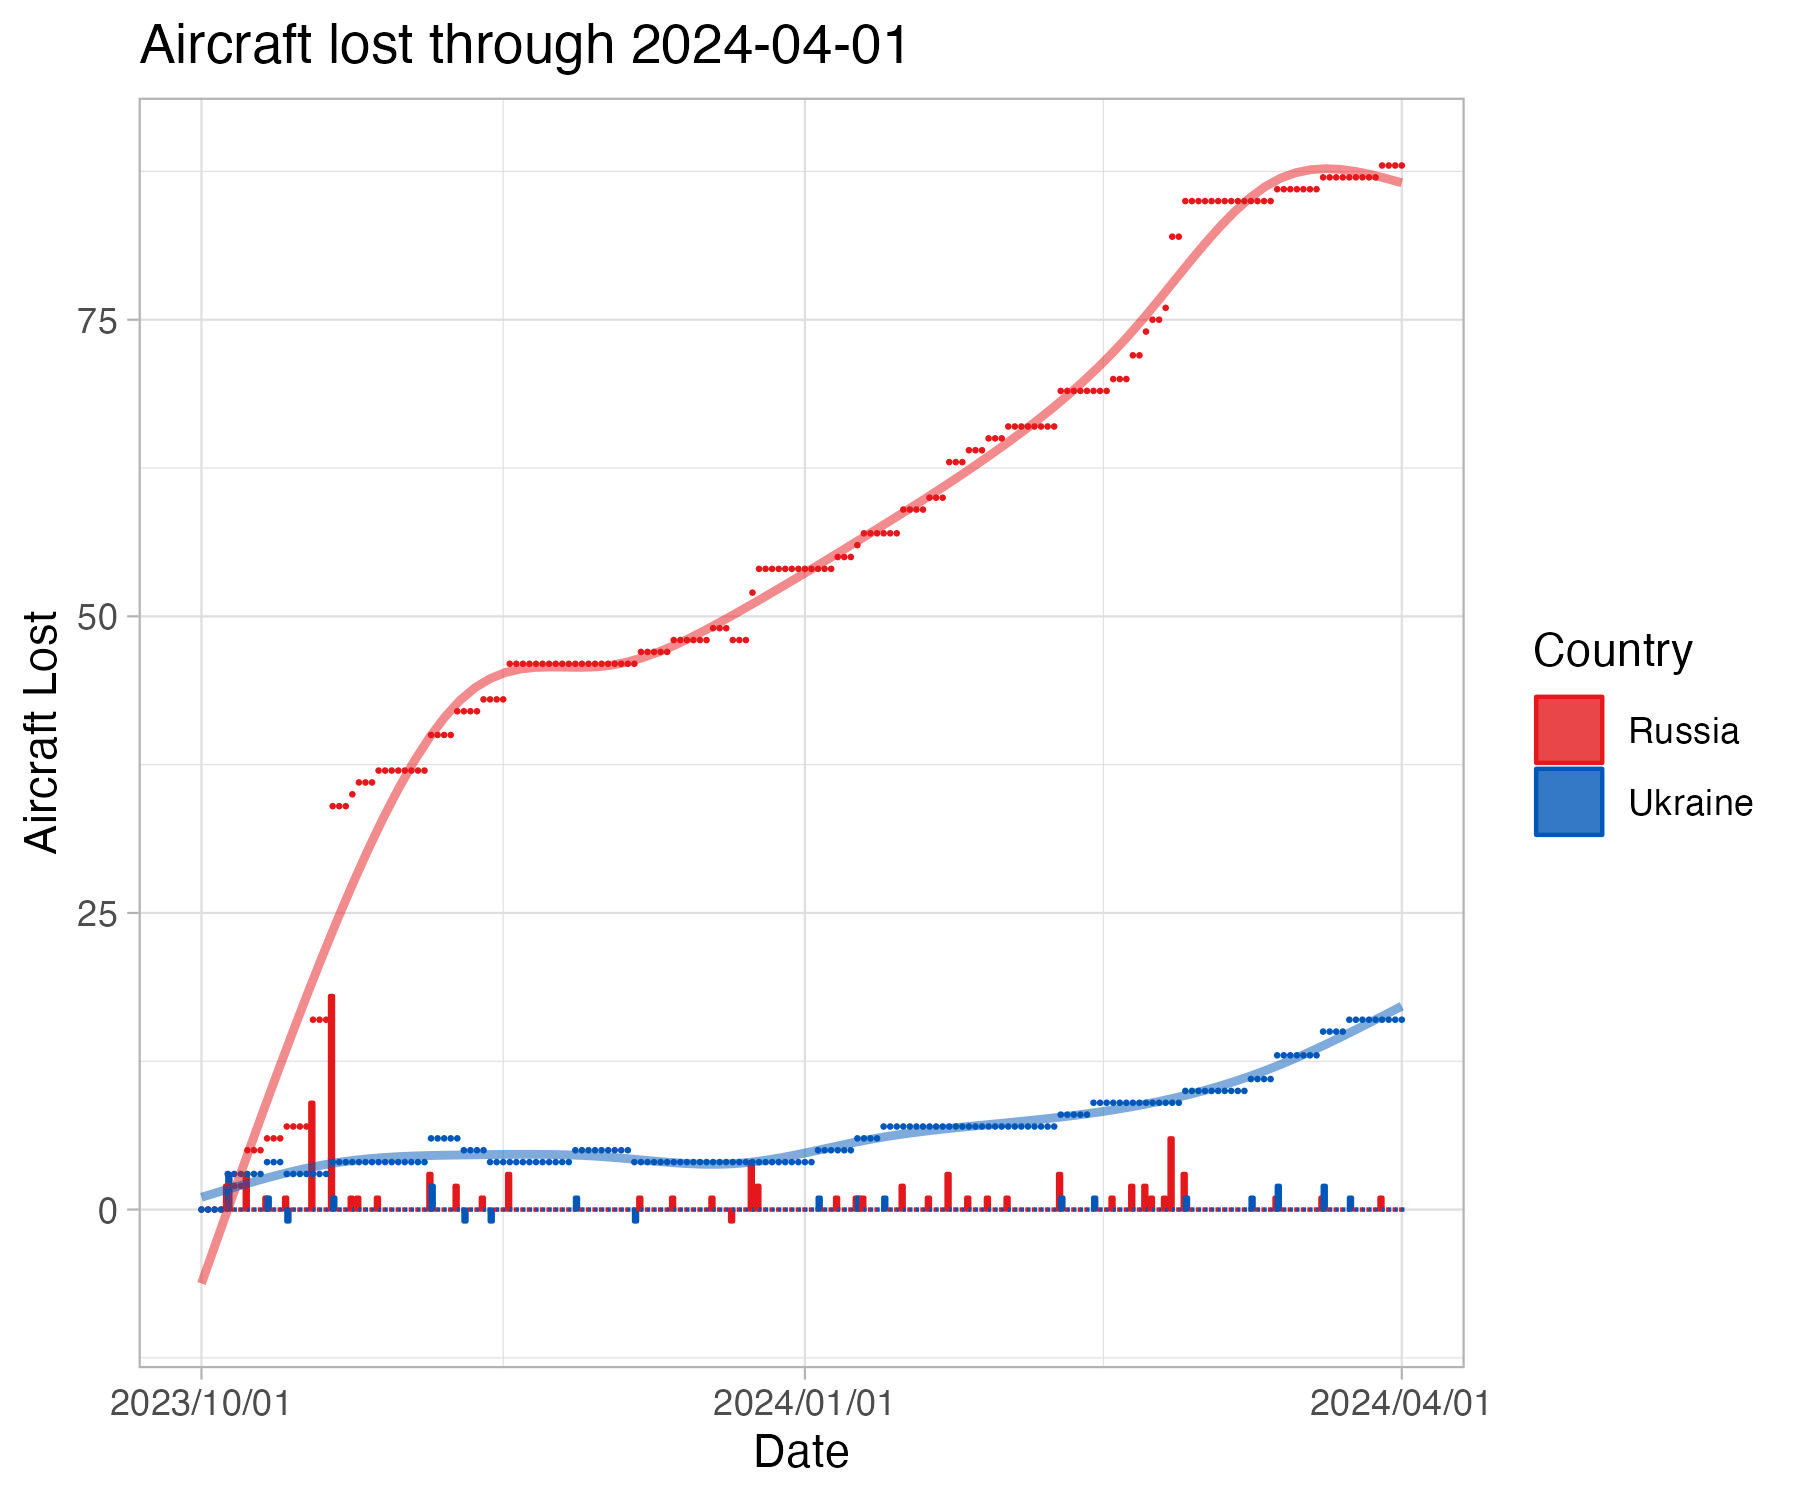 Aircraft lost through 2024-04-01
Aircraft Lost
75
50
25
0
2023/10/01
2024/01/01
2024/04/01
Date
Country
Russia
Ukraine